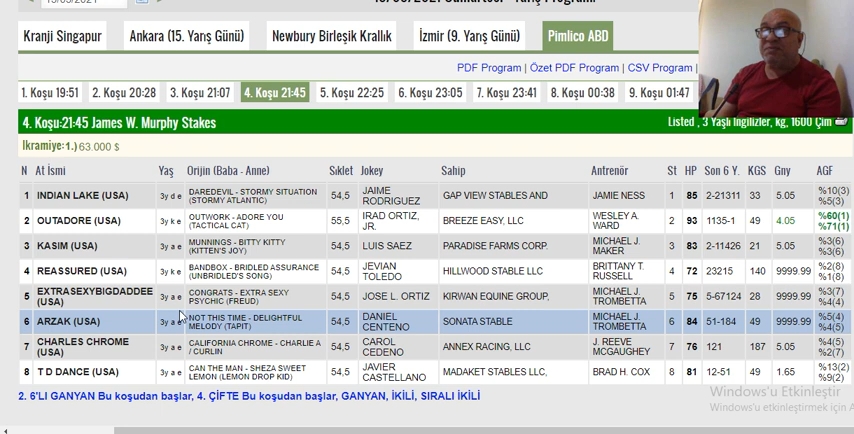 Kranji Singapur Ankara (15. Yarış Günü) Newbury Birleşik Krallık İzmir (9. Yarış Günü) Pimlico ABD
PDF Program | Özet PDF Program | CSV Program |
1. Koşu 19:51 2. Koşu 20:28 3. Koşu 21:07 4. Koşu 21:45 5. Koşu 22:25 6. Koşu 23:05 7. Koşu 23:41 8. Koşu 00:38 9. Koşu 01:47
4. Koşu:21:45 James W. Murphy Stakes Listed , 3 Yaşlı İngilizler, kg, 1600 Çim
Ikramiye:1.) 63.000 $
N At İsmi Yaş Orijin (Baba - Anne) Sıklet Jokey Sahip Antrenör St HP Son 6 Y. KGS Gny AGF
1 INDIAN LAKE (USA) 3y d e DAREDEVIL - STORMY SITUATION (STORMY ATLANTIC) 54,5 JAIME RODRIGUEZ GAP VIEW STABLES AND JAMIE NESS 1 85 2-21311 33 5.05 %10(3) %5(3)
2 OUTADORE (USA) 3y k e OUTWORK - ADORE YOU (TACTICAL CAT) 55,5 IRAD ORTIZ, JR. BREEZE EASY, LLC WESLEY A. WARD 2 93 1135-1 49 4.05 %60(1) %71(1)
3 KASIM (USA) 3y a e MUNNINGS - BITTY KITTY (KITTEN'S JOY) 54,5 LUIS SAEZ PARADISE FARMS CORP. MICHAEL J. MAKER 3 83 2-11426 21 5.05 %3(6) %3(6)
4 REASSURED (USA) 3y k e BANDBOX - BRIDLED ASSURANCE (UNBRIDLED'S SONG) 54,5 JEVIAN TOLEDO HILLWOOD STABLE LLC BRITTANY T. RUSSELL 4 72 23215 140 9999.99 %2(8) %1(8)
5 EXTRASEXYBIGDADDEE (USA) 3y a e CONGRATS - EXTRA SEXY PSYCHIC (FREUD) 54,5 JOSE L. ORTIZ KIRWAN EQUINE GROUP, MICHAEL J. TROMBETTA 5 75 5-67124 28 9999.99 %3(7) %4(4)
6 ARZAK (USA) 3y a e NOT THIS TIME - DELIGHTFUL MELODY (TAPIT) 54,5 DANIEL CENTENO SONATA STABLE MICHAEL J. TROMBETTA 6 84 51-184 49 9999.99 %5(4) %4(5)
7 CHARLES CHROME (USA) 3y a e CALIFORNIA CHROME - CHARLIE A / CURLIN 54,5 CAROL CEDENO ANNEX RACING, LLC J. REEVE MCGAUGHEY 7 76 121 187 5.05 %4(5) %2(7)
8 T D DANCE (USA) 3y a e CAN THE MAN - SHEZA SWEET LEMON (LEMON DROP KID) 54,5 JAVIER CASTELLANO MADAKET STABLES LLC, BRAD H. COX 8 81 12-51 49 1.65 %13(2) %9(2)
2. 6'LI GANYAN Bu koşudan başlar, 4. ÇİFTE Bu koşudan başlar, GANYAN, İKİLİ, SIRALI İKİLİ
Windows'u Etkinleştir
Windows'u etkinleştirmek için